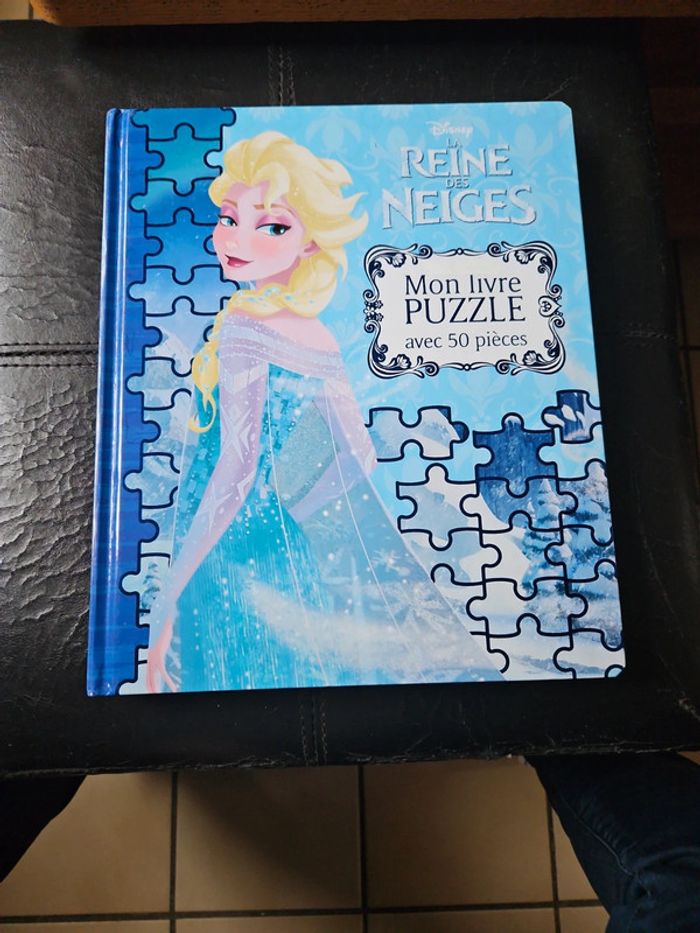 Disney
LA
REINE
DES
NEIGES
Mon livre
PUZZLE
avec 50 pièces